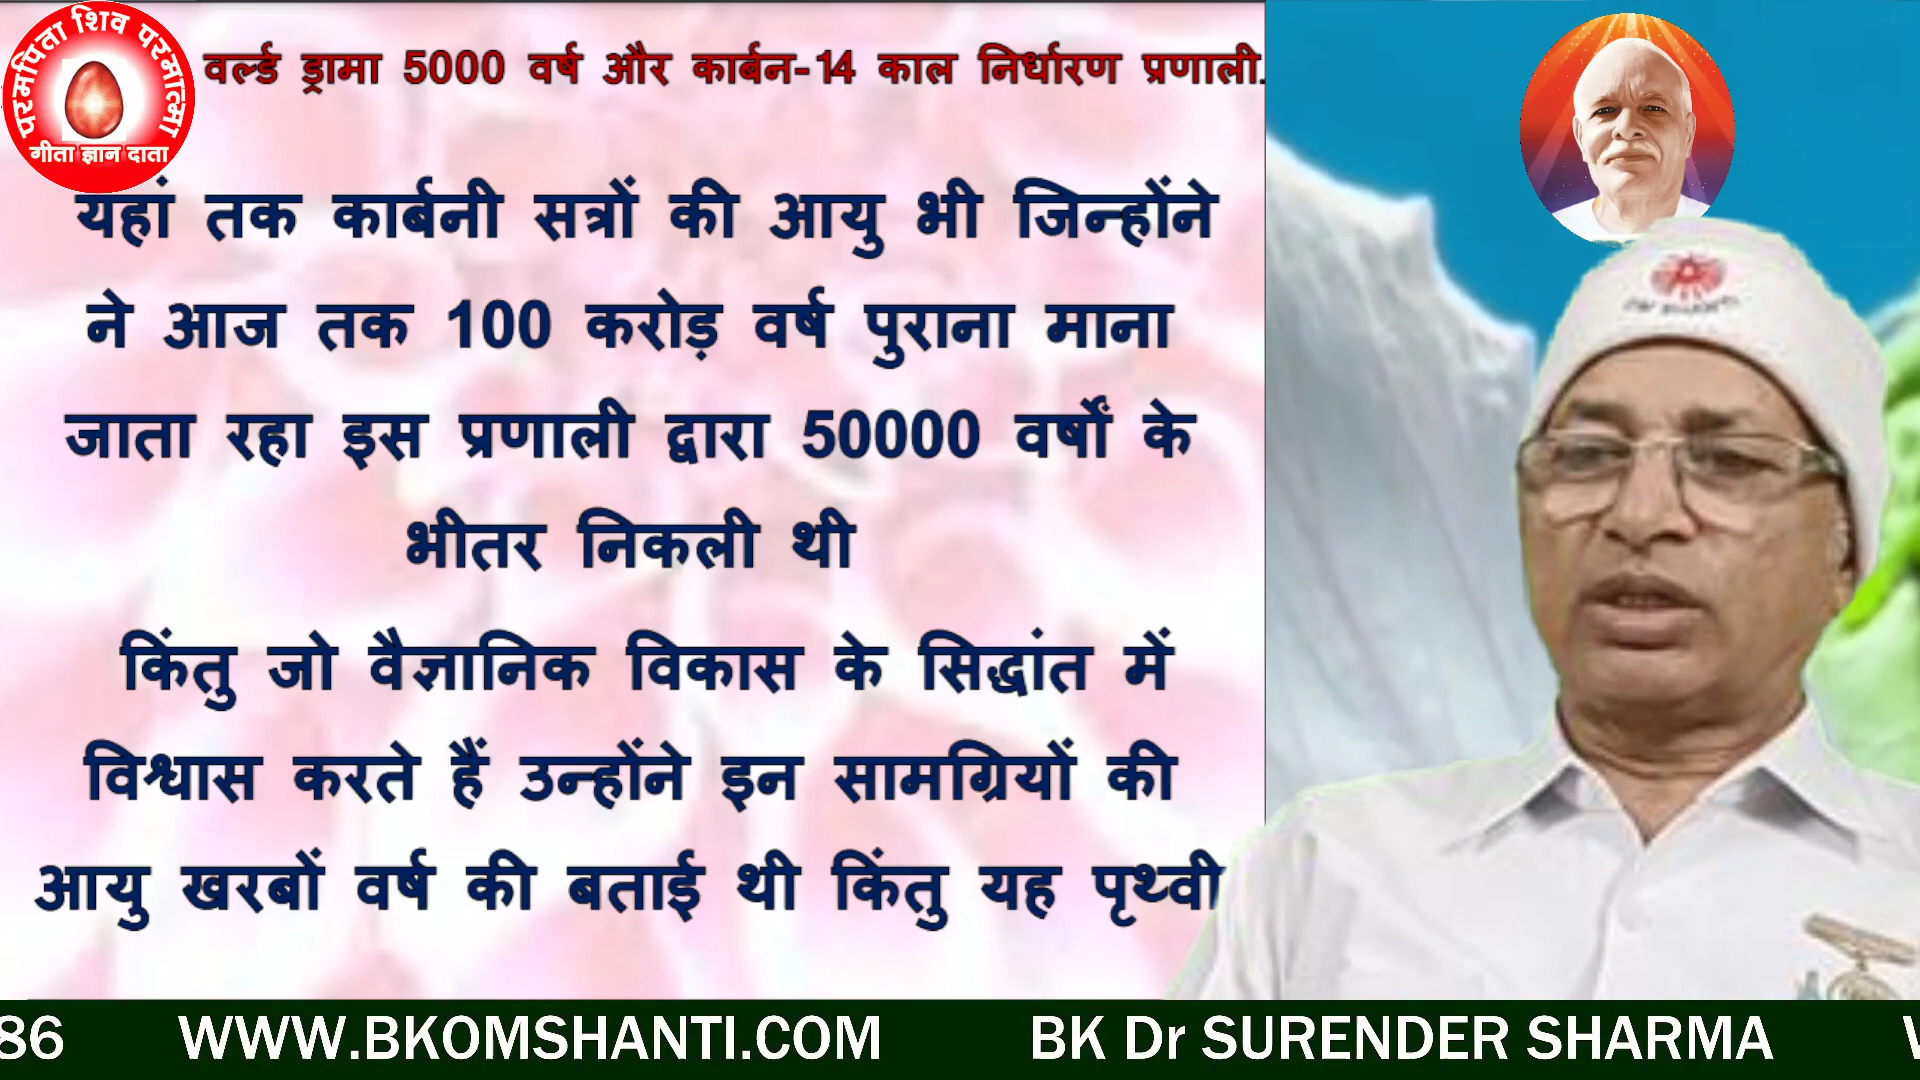 परमपिता शिव परमात्मा
गीता ज्ञान दाता
वर्ल्ड ड्रामा 5000 वर्ष और कार्बन-14 काल निर्धारण प्रणाली.
यहां तक कार्बनी सत्रों की आयु भी जिन्होंने
ने आज तक 100 करोड़ वर्ष पुराना माना
जाता रहा इस प्रणाली द्वारा 50000 वर्षों के
भीतर निकली थी
किंतु जो वैज्ञानिक विकास के सिद्धांत में
विश्वास करते हैं उन्होंने इन सामग्रियों की
आयु खरबों वर्ष की बताई थी किंतु यह पृथ्वी
86 WWW.BKOMSHANTI.COM BK Dr SURENDER SHARMA